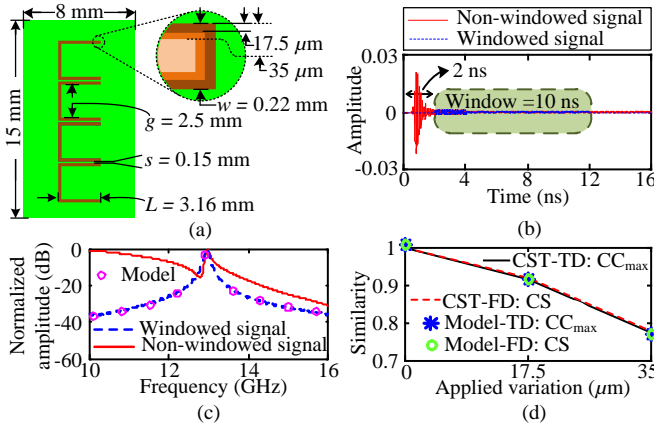 8 mm
15 mm
17.5 μm
35 μm
w = 0.22 mm
g = 2.5 mm
s = 0.15 mm
L = 3.16 mm
(a)
Non-windowed signal
Windowed signal
0.03
0
-0.03
Amplitude
2 ns
Window =10 ns
0 4 8 12 16
Time (ns)
(b)
Normalized
amplitude (dB)
0
-20
-40
-60
Model
Windowed signal
Non-windowed signal
10 12 14 16
Frequency (GHz)
(c)
Similarity
1
0.9
0.8
0.7
CST-TD: CCmax
CST-FD: CS
Model-TD: CCmax
Model-FD: CS
0 17.5 35
Applied variation (μm)
(d)